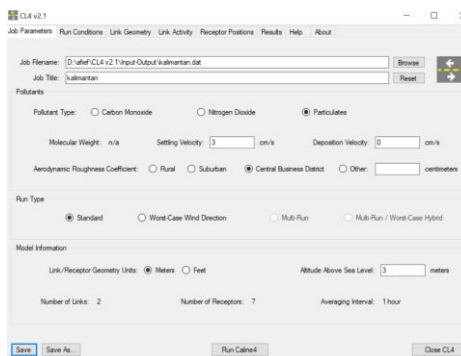 CL4 v2.1
Job Parameters Run Conditions Link Geometry Link Activity Receptor Positions Results Help About
Job Filename: D:\afief\CL4 v2.1\Input-Output\kalimantan.dat Browse
Job Title: kalimantan Reset
Pollutants
Pollutant Type: Carbon Monoxide Nitrogen Dioxide Particulates
Molecular Weight: n/a Settling Velocity: 3 cm/s Deposition Velocity: 0 cm/s
Aerodynamic Roughness Coefficient: Rural Suburban Central Business District Other: centimeters
Run Type
Standard Worst-Case Wind Direction Multi-Run Multi-Run / Worst-Case Hybrid
Model Information
Link/Receptor Geometry Units: Meters Feet Altitude Above Sea Level: 3 meters
Number of Links: 2 Number of Receptors: 7 Averaging Interval: 1 hour
Save Save As... Run Caline4 Close CL4